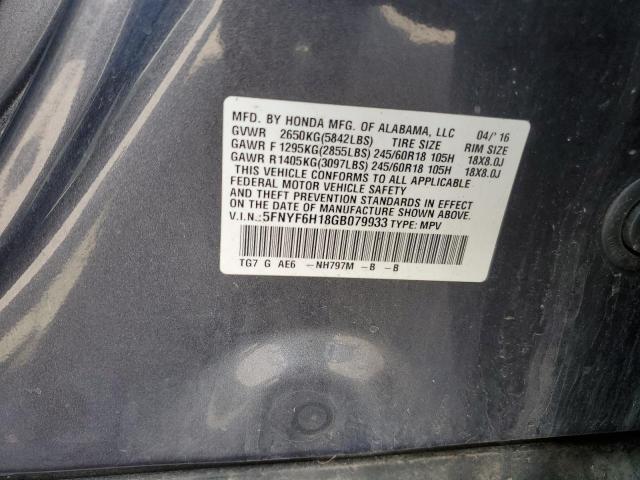 MFD. BY HONDA MFG. OF ALABAMA, LLC 04/'16
GVWR 2650KG(5842LBS) TIRE SIZE RIM SIZE
GAWR F 1295KG(2855LBS) 245/60R18 105H 18X8.0J
GAWR R 1405KG(3097LBS) 245/60R18 105H 18X8.0J
THIS VEHICLE CONFORMS TO ALL APPLICABLE
FEDERAL MOTOR VEHICLE SAFETY
AND THEFT PREVENTION STANDARDS IN EFFECT
ON THE DATE OF MANUFACTURE SHOWN ABOVE.
V.I.N.:5FNYF6H18GB079933 TYPE: MPV
TG7 G AE6 -NH797M -B -B